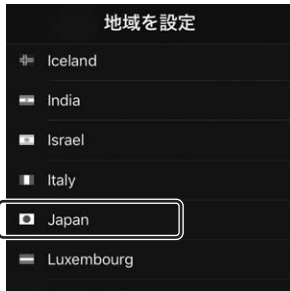 地域を設定
Iceland
India
Israel
Italy
Japan
Luxembourg